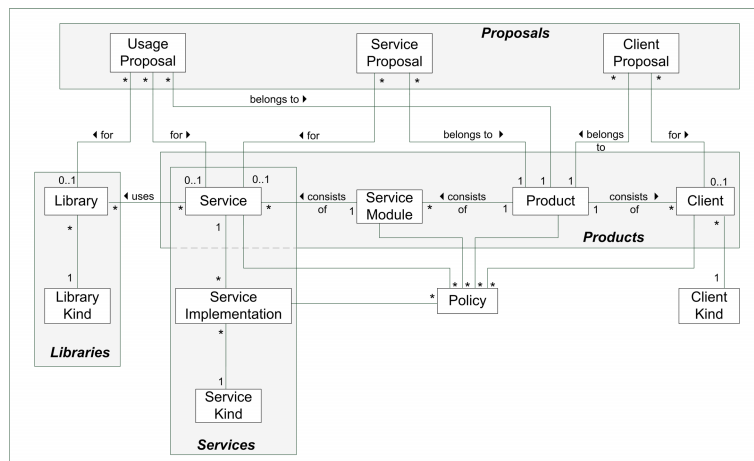 Proposals
Usage
Proposal
Service
Proposal
Client
Proposal
* * *
* *
* *
belongs to ▶
◀ for
for ▶
◀ for
belongs to ▶
◀ belongs
to
for ▶
0..1
0..1
0..1
1
1
1
0..1
Library
*
◀ uses
*
Service
*
◀ consists
of
1
Service
Module
*
◀ consists
of
1
Product
1
consists ▶
of
*
Client
*
Products
*
1
Library
Kind
Libraries
1
*
Service
Implementation
*
* * * *
Policy
1
Client
Kind
*
1
Service
Kind
Services